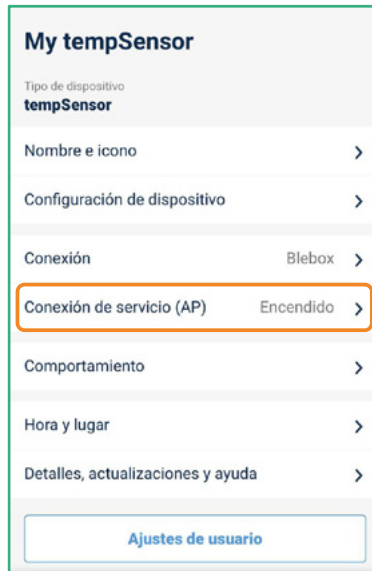 My tempSensor
Tipo de dispositivo
tempSensor
Nombre e icono
Configuración de dispositivo
Conexión Blebox
Conexión de servicio (AP) Encendido
Comportamiento
Hora y lugar
Detalles, actualizaciones y ayuda
Ajustes de usuario